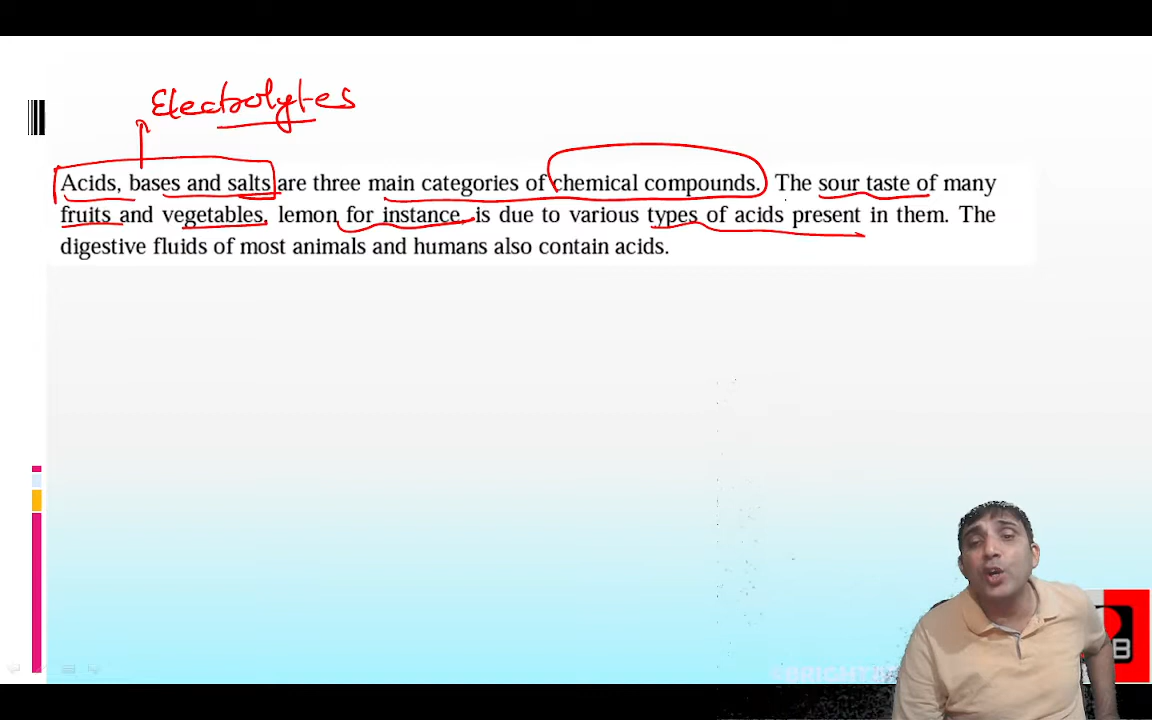 Electrolytes
Acids, bases and salts are three main categories of chemical compounds. The sour taste of many
fruits and vegetables, lemon for instance, is due to various types of acids present in them. The
digestive fluids of most animals and humans also contain acids.